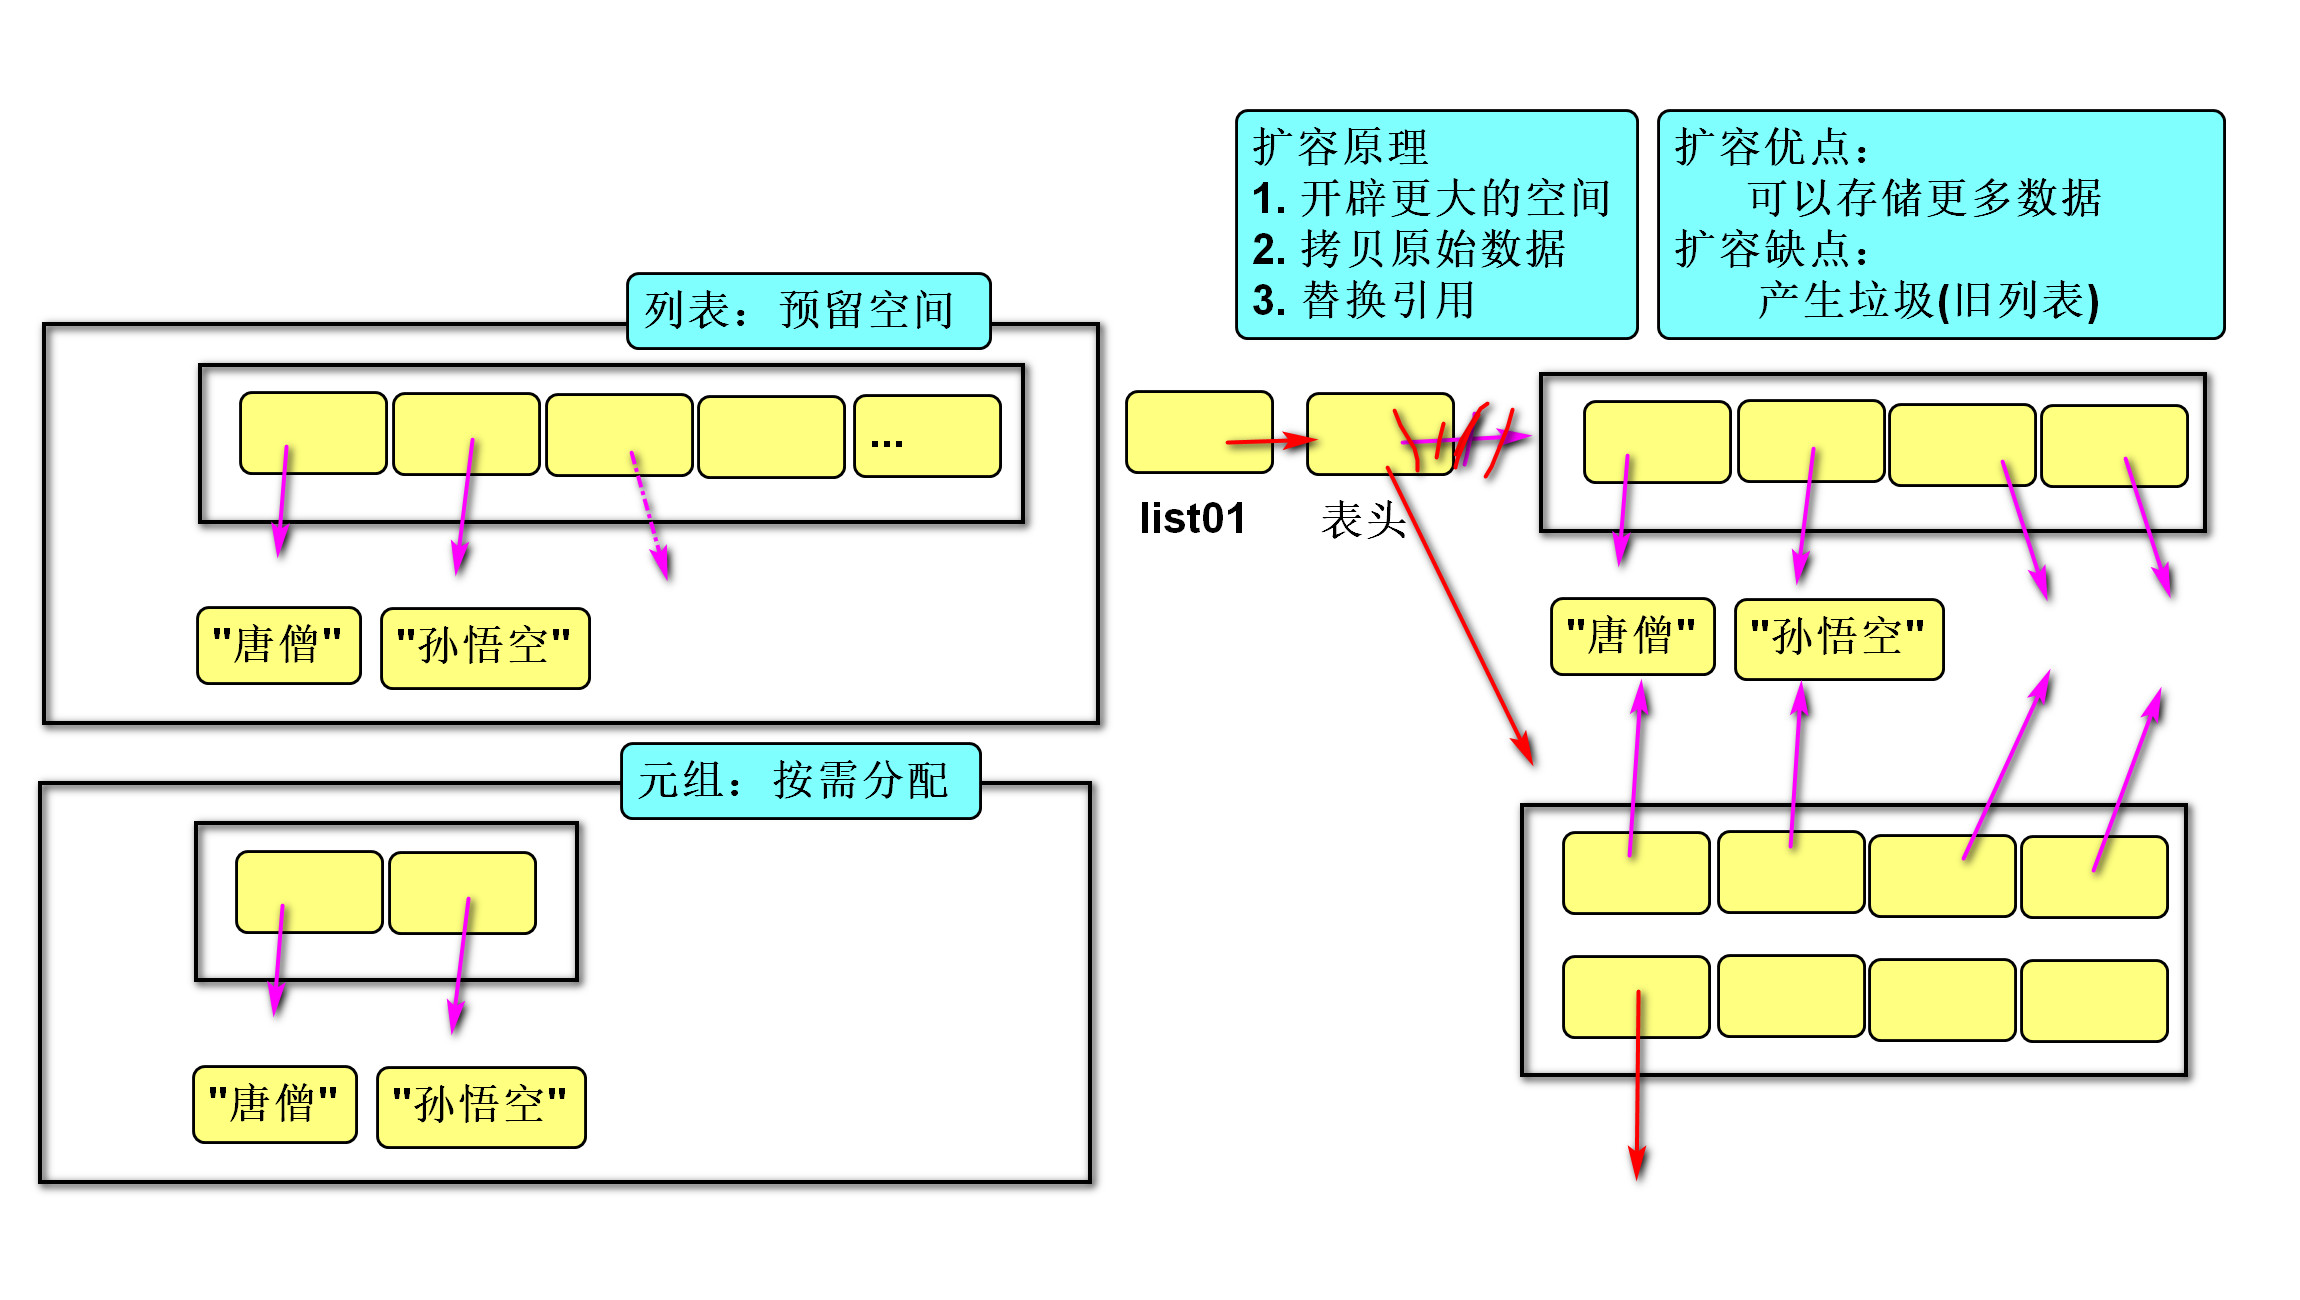 扩容原理
1. 开辟更大的空间
2. 拷贝原始数据
3. 替换引用
扩容优点：
可以存储更多数据
扩容缺点：
产生垃圾(旧列表)
列表：预留空间
...
"唐僧" "孙悟空"
list01 表头
"唐僧" "孙悟空"
元组：按需分配
"唐僧" "孙悟空"